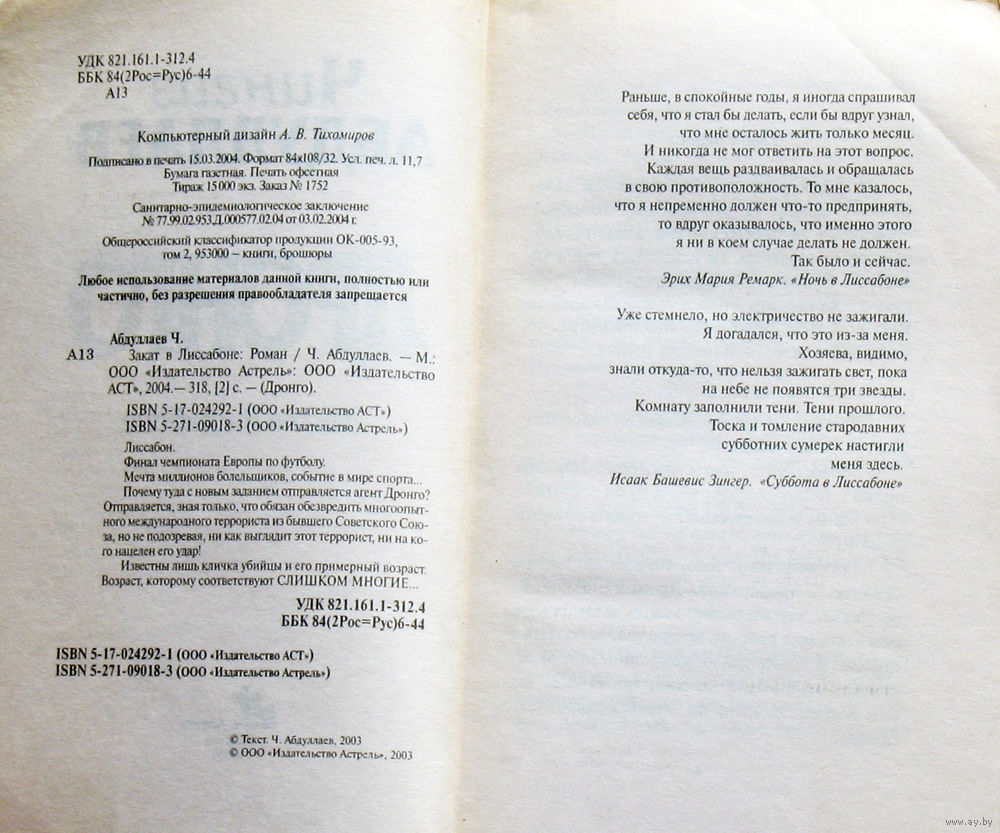 УДК 821.161.1-312.4
ББК 84(2Рос=Рус)6-44
А13
Компьютерный дизайн А. В. Тихомиров
Подписано в печать 15.03.2004. Формат 84х108/32. Усл. печ. л. 11,7
Бумага газетная. Печать офсетная
Тираж 15 000 экз. Заказ № 1752
Санитарно-эпидемиологическое заключение
№ 77.99.02.953.Д.000577.02.04 от 03.02.2004 г.
Общероссийский классификатор продукции ОК-005-93,
том 2, 953000 – книги, брошюры
Любое использование материалов данной книги, полностью или
частично, без разрешения правообладателя запрещается
Абдуллаев Ч.
А13 Закат в Лиссабоне: Роман / Ч. Абдуллаев. — М.:
ООО «Издательство Астрель»: ООО «Издательство
АСТ», 2004.— 318, [2] с. — (Дронго).
ISBN 5-17-024292-1 (ООО «Издательство АСТ»)
ISBN 5-271-09018-3 (ООО «Издательство Астрель»)
Лиссабон.
Финал чемпионата Европы по футболу.
Мечта миллионов болельщиков, событие в мире спорта...
Почему туда с новым заданием отправляется агент Дронго?
Отправляется, зная только, что обязан обезвредить многоопыт-
ного международного террориста из бывшего Советского Сою-
за, но не подозревая, ни как выглядит этот террорист, ни на ко-
го нацелен его удар!
Известны лишь кличка убийцы и его примерный возраст.
Возраст, которому соответствуют СЛИШКОМ МНОГИЕ...
УДК 821.161.1-312.4
ББК 84(2Рос=Рус)6-44
ISBN 5-17-024292-1 (ООО «Издательство АСТ»)
ISBN 5-271-09018-3 (ООО «Издательство Астрель»)
© Текст. Ч. Абдуллаев, 2003
© ООО «Издательство Астрель», 2003
Раньше, в спокойные годы, я иногда спрашивал
себя, что я стал бы делать, если бы вдруг узнал,
что мне осталось жить только месяц.
И никогда не мог ответить на этот вопрос.
Каждая вещь раздваивалась и обращалась
в свою противоположность. То мне казалось,
что я непременно должен что-то предпринять,
то вдруг оказывалось, что именно этого
я ни в коем случае делать не должен.
Так было и сейчас.
Эрих Мария Ремарк. «Ночь в Лиссабоне»
Уже стемнело, но электричество не зажигали.
Я догадался, что это из-за меня.
Хозяева, видимо,
знали откуда-то, что нельзя зажигать свет, пока
на небе не появятся три звезды.
Комнату заполнили тени. Тени прошлого.
Тоска и томление стародавних
субботних сумерек настигли
меня здесь.
Исаак Башевис Зингер. «Суббота в Лиссабоне»
www.ay.by